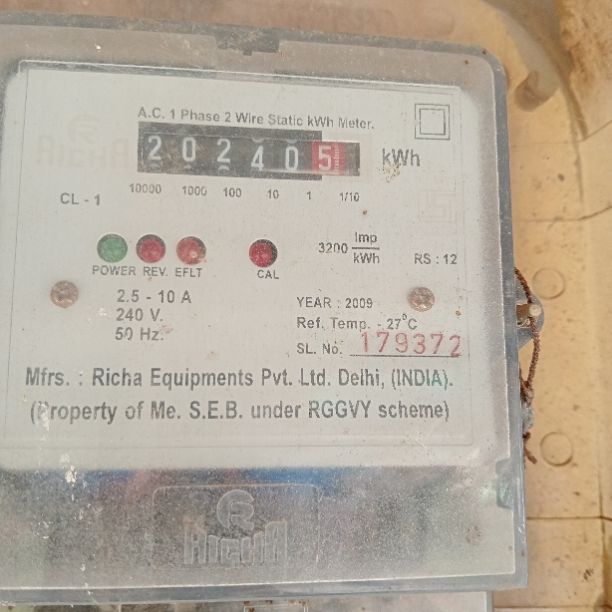 A.C. 1 Phase 2 Wire Static kWh Meter.
2 0 2 4 0 5 kWh
10000 1000 100 10 1 1/10
CL - 1
3200 Imp/kWh
RS : 12
POWER REV. EFLT CAL
2.5 - 10 A
240 V.
50 Hz.
YEAR : 2009
Ref. Temp. - 27°C
SL. No. 179372
Mfrs. : Richa Equipments Pvt. Ltd. Delhi, (INDIA).
(Property of Me. S.E.B. under RGGVY scheme)
R
RICHA